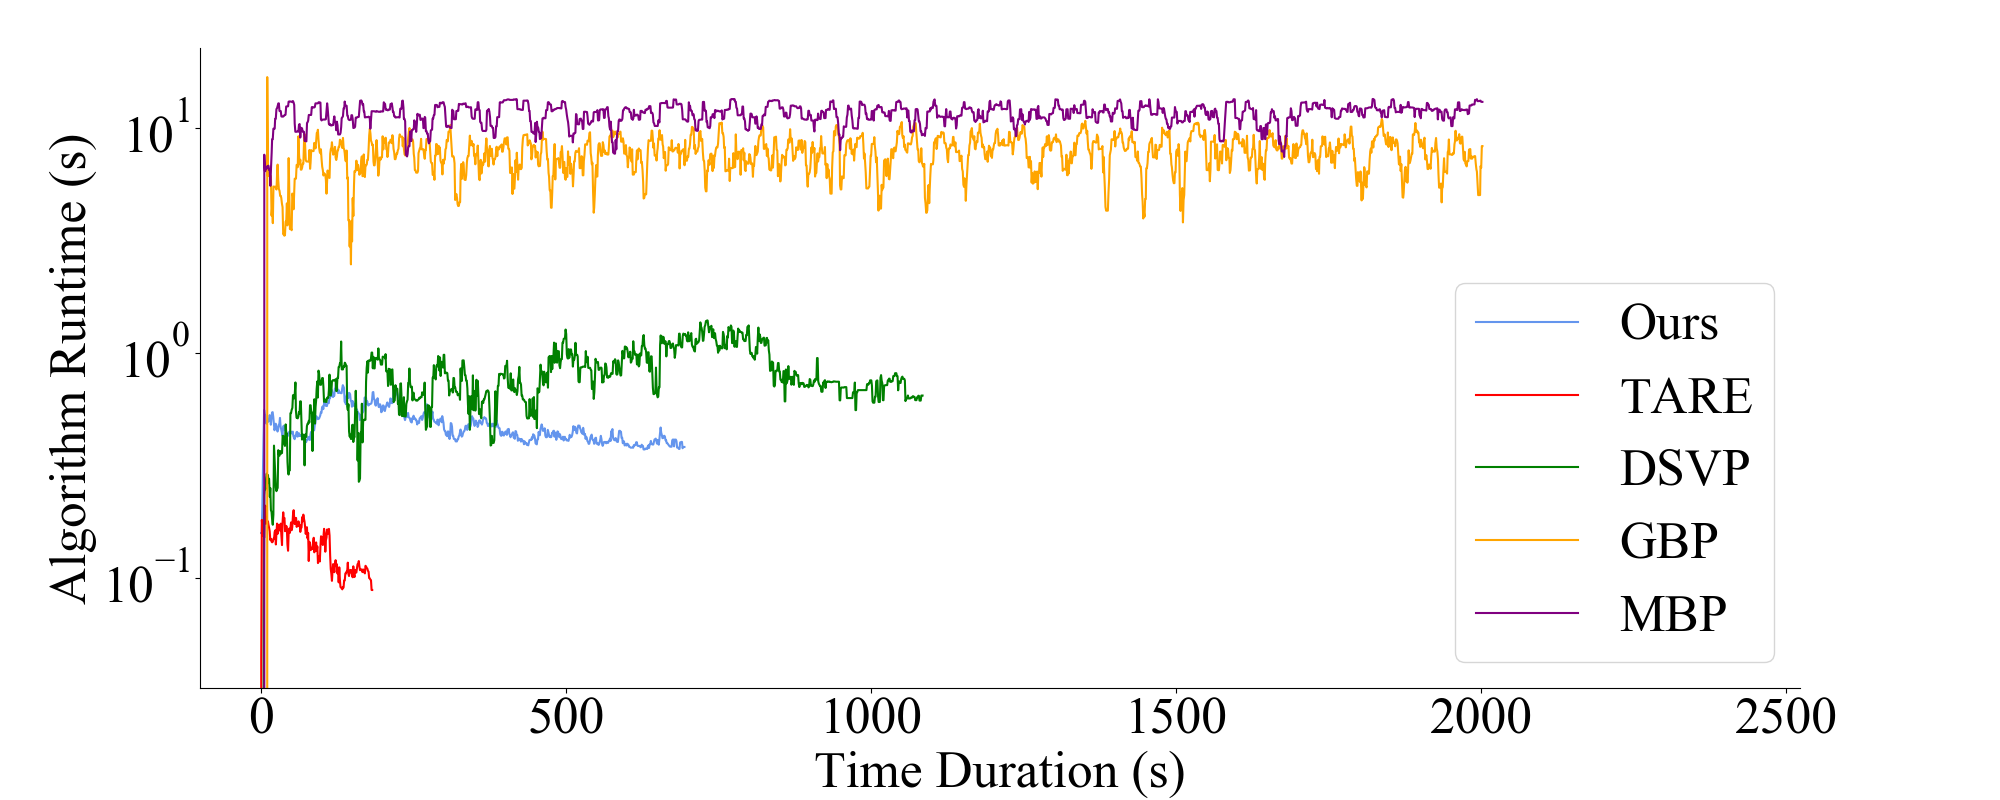 Algorithm Runtime (s)
10^1
10^0
10^−1
0 500 1000 1500 2000 2500
Time Duration (s)
Ours
TARE
DSVP
GBP
MBP